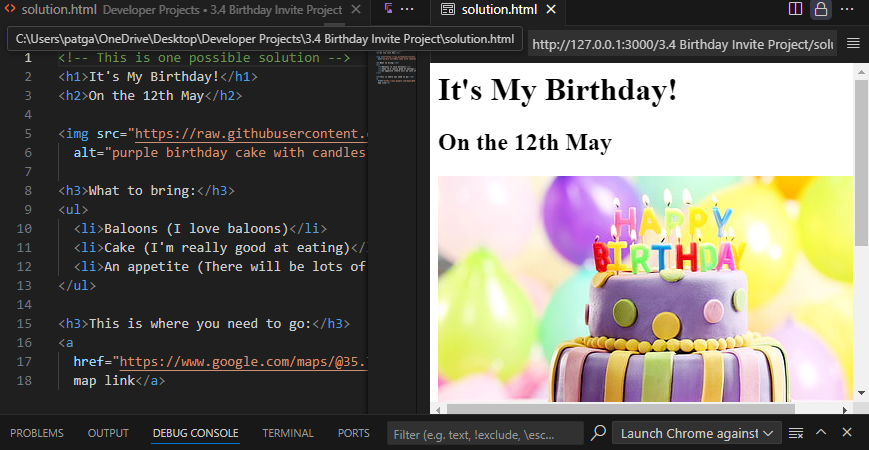 solution.html Developer Projects • 3.4 Birthday Invite Project
C:\Users\patga\OneDrive\Desktop\Developer Projects\3.4 Birthday Invite Project\solution.html
1 <!-- This is one possible solution -->
2 <h1>It's My Birthday!</h1>
3 <h2>On the 12th May</h2>
4
5 <img src="https://raw.githubusercontent.
6 alt="purple birthday cake with candles
7
8 <h3>What to bring:</h3>
9 <ul>
10 <li>Baloons (I love baloons)</li>
11 <li>Cake (I'm really good at eating)</
12 <li>An appetite (There will be lots of
13 </ul>
14
15 <h3>This is where you need to go:</h3>
16 <a
17 href="https://www.google.com/maps/@35.
18 map link</a>
solution.html
http://127.0.0.1:3000/3.4 Birthday Invite Project/solu
It's My Birthday!
On the 12th May
HAPPY
BIRTHDAY
PROBLEMS OUTPUT DEBUG CONSOLE TERMINAL PORTS Filter (e.g. text, !exclude, \esc... Launch Chrome against